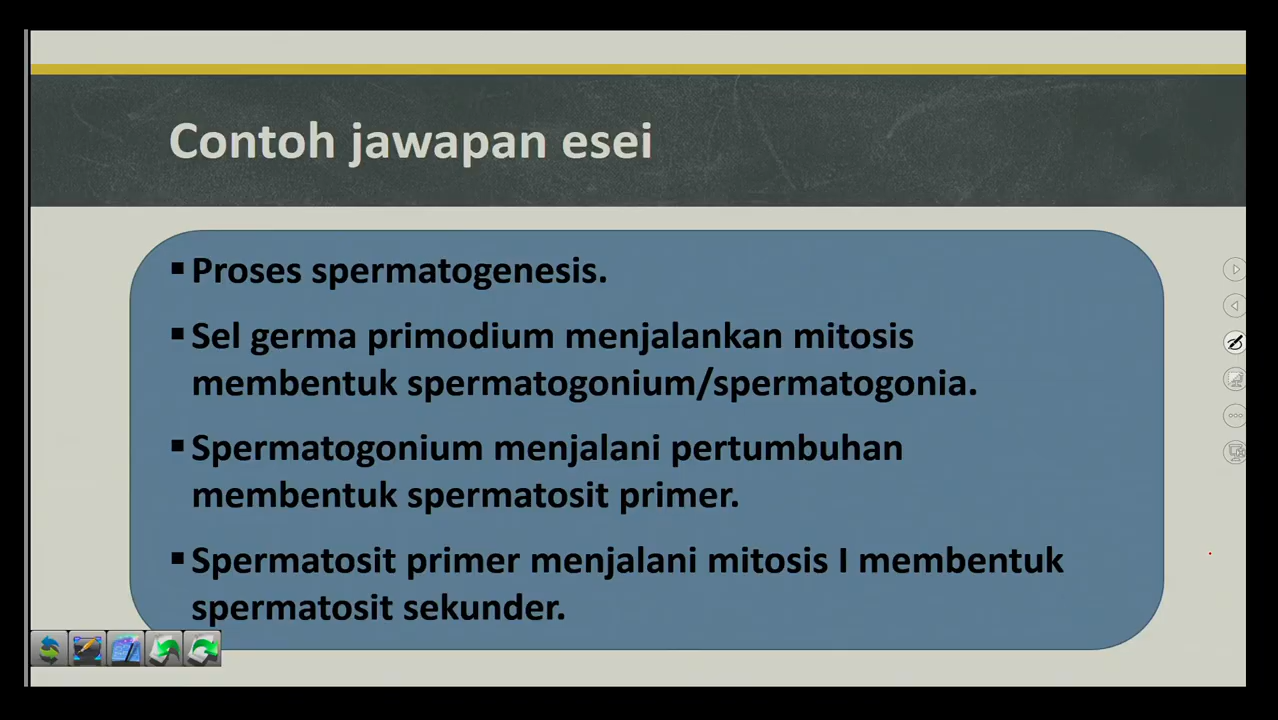 Contoh jawapan esei
▪Proses spermatogenesis.
▪Sel germa primodium menjalankan mitosis
membentuk spermatogonium/spermatogonia.
▪Spermatogonium menjalani pertumbuhan
membentuk spermatosit primer.
▪Spermatosit primer menjalani mitosis I membentuk
spermatosit sekunder.